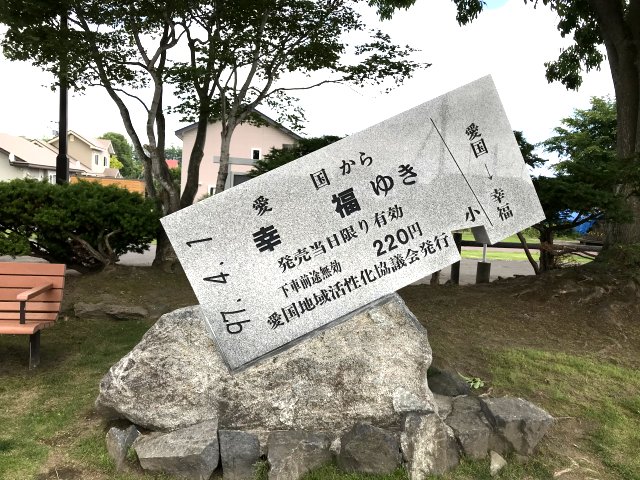 愛国から
幸福ゆき
発売当日限り有効
下車前途無効 220円
愛国地域活性化協議会発行
97.4.1
愛国→幸福
小